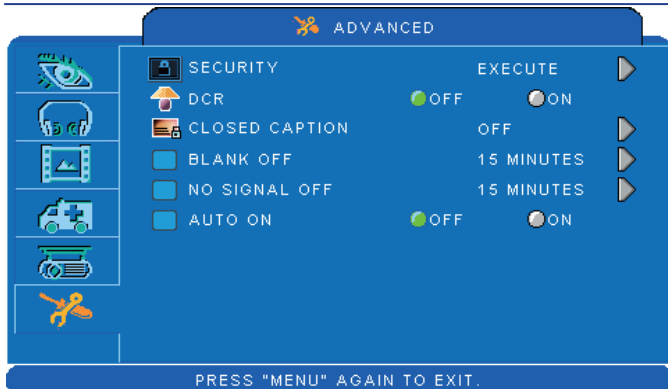 ADVANCED
SECURITY EXECUTE
DCR OFF ON
CLOSED CAPTION OFF
BLANK OFF 15 MINUTES
NO SIGNAL OFF 15 MINUTES
AUTO ON OFF ON
PRESS "MENU" AGAIN TO EXIT.